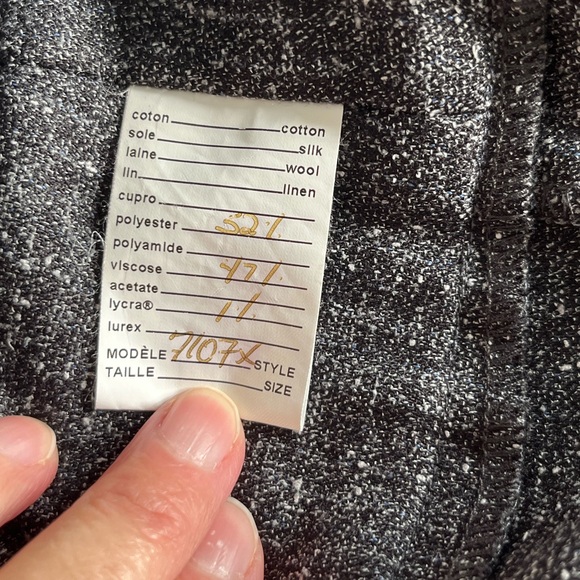 coton cotton
soie silk
laine wool
lin linen
cupro
polyester 52%
polyamide
viscose 47%
acetate
lycra® 1%
lurex
MODÈLE 7107X STYLE
TAILLE SIZE